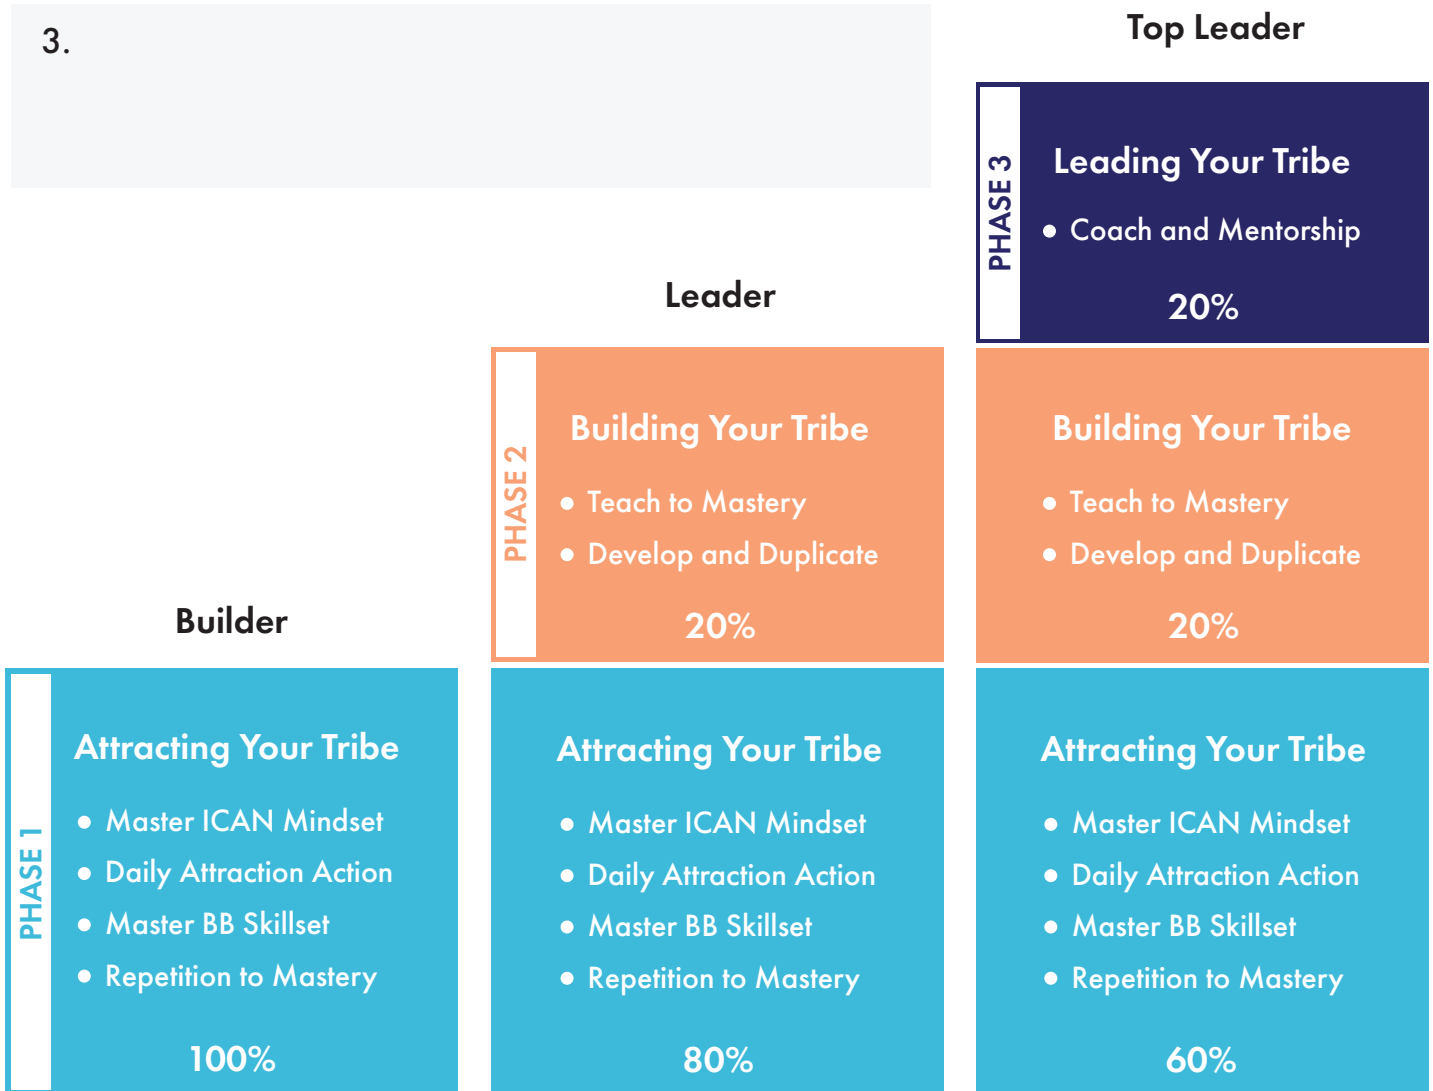 3.
Builder
PHASE 1
Attracting Your Tribe
Master ICAN Mindset
Daily Attraction Action
Master BB Skillset
Repetition to Mastery
100%
Leader
PHASE 2
Building Your Tribe
Teach to Mastery
Develop and Duplicate
20%
Attracting Your Tribe
Master ICAN Mindset
Daily Attraction Action
Master BB Skillset
Repetition to Mastery
80%
Top Leader
PHASE 3
Leading Your Tribe
Coach and Mentorship
20%
Building Your Tribe
Teach to Mastery
Develop and Duplicate
20%
Attracting Your Tribe
Master ICAN Mindset
Daily Attraction Action
Master BB Skillset
Repetition to Mastery
60%